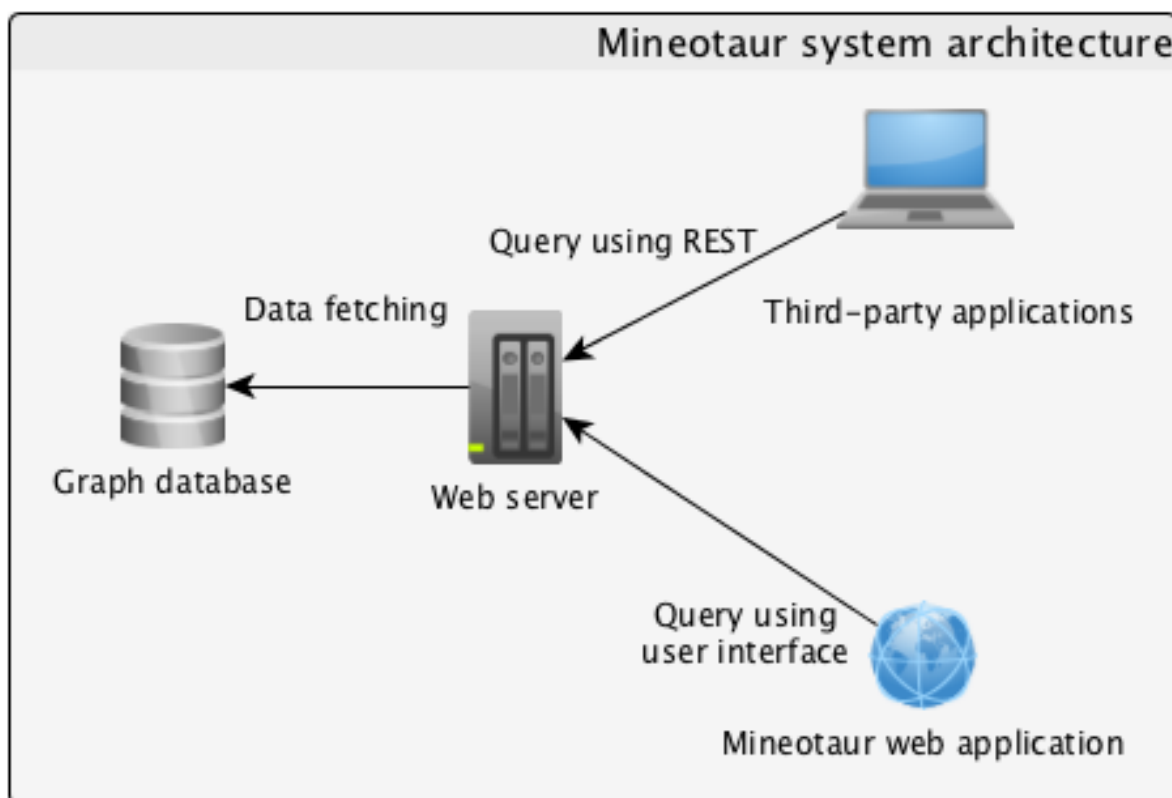 Mineotaur system architecture
Query using REST
Third-party applications
Data fetching
Graph database
Web server
Query using
user interface
Mineotaur web application